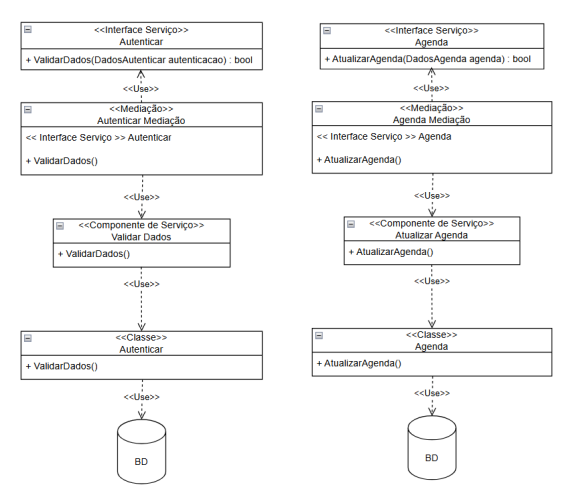 <<Interface Serviço>>
Autenticar
+ ValidarDados(DadosAutenticar autenticacao) : bool
<<Use>>
<<Mediação>>
Autenticar Mediação
<< Interface Serviço >> Autenticar
+ ValidarDados()
<<Use>>
<<Componente de Serviço>>
Validar Dados
+ ValidarDados()
<<Use>>
<<Classe>>
Autenticar
+ ValidarDados()
<<Use>>
BD
<<Interface Serviço>>
Agenda
+ AtualizarAgenda(DadosAgenda agenda) : bool
<<Use>>
<<Mediação>>
Agenda Mediação
<< Interface Serviço >> Agenda
+ AtualizarAgenda()
<<Use>>
<<Componente de Serviço>>
Atualizar Agenda
+ AtualizarAgenda()
<<Use>>
<<Classe>>
Agenda
+ AtualizarAgenda()
<<Use>>
BD